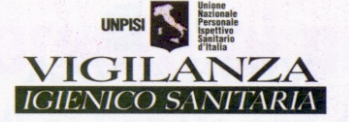 UNPISI
Unione
Nazionale
Personale
Ispettivo
Sanitario
d'Italia
VIGILANZA
IGIENICO SANITARIA